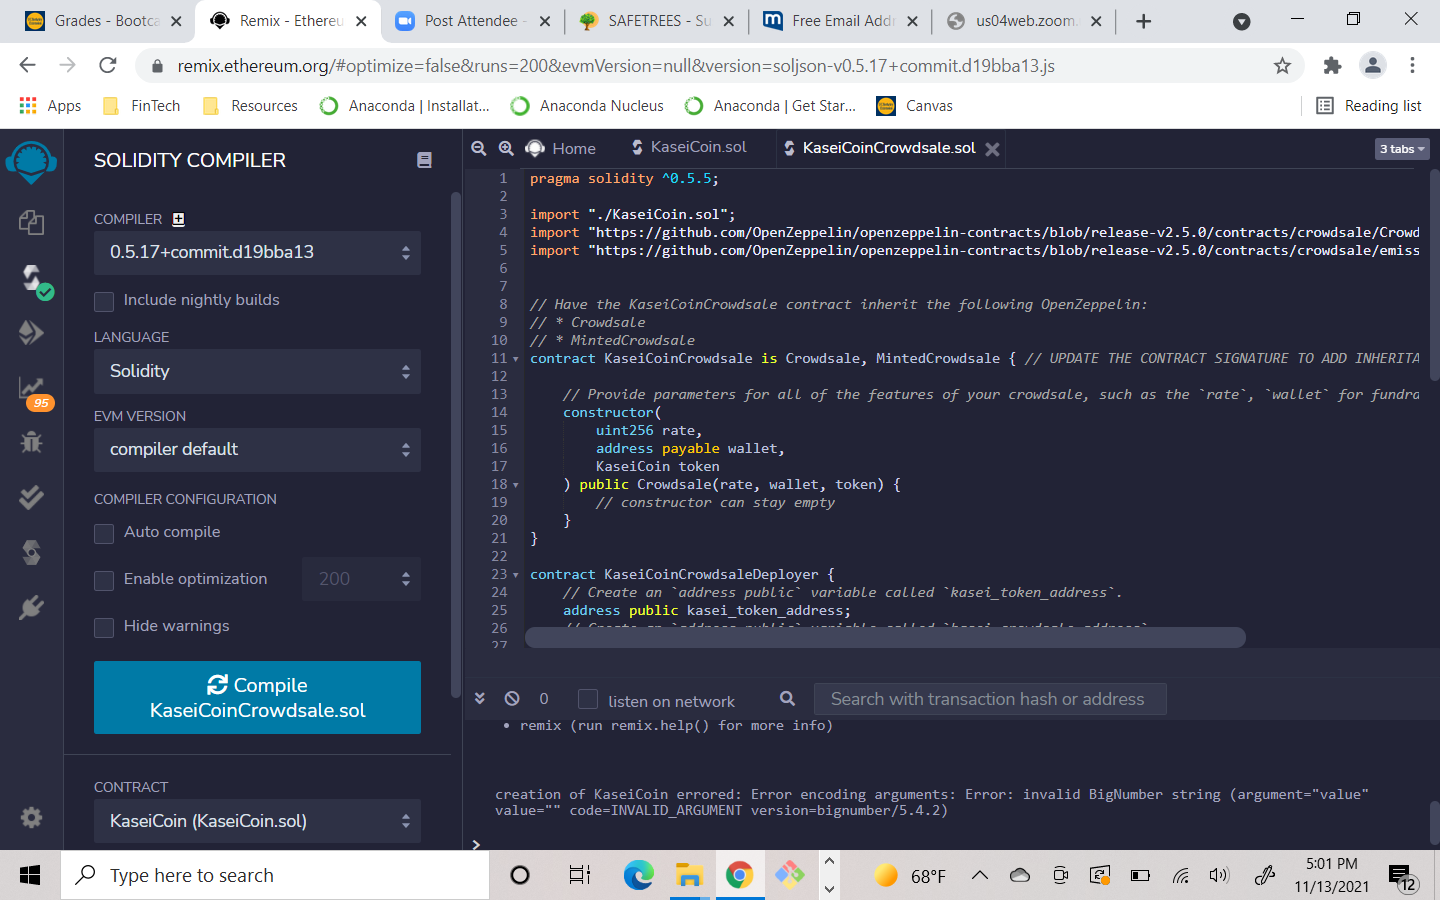 Grades - Bootca
Remix - Ethereu
Post Attendee -
SAFETREES - Su
Free Email Addr
us04web.zoom.
remix.ethereum.org/#optimize=false&runs=200&evmVersion=null&version=soljson-v0.5.17+commit.d19bba13.js
Apps
FinTech
Resources
Anaconda | Installat...
Anaconda Nucleus
Anaconda | Get Star...
Canvas
Reading list
SOLIDITY COMPILER
COMPILER
0.5.17+commit.d19bba13
Include nightly builds
LANGUAGE
Solidity
EVM VERSION
compiler default
COMPILER CONFIGURATION
Auto compile
Enable optimization
200
Hide warnings
Compile
KaseiCoinCrowdsale.sol
CONTRACT
KaseiCoin (KaseiCoin.sol)
95
Home
KaseiCoin.sol
KaseiCoinCrowdsale.sol
3 tabs
1 pragma solidity ^0.5.5;
2
3 import "./KaseiCoin.sol";
4 import "https://github.com/OpenZeppelin/openzeppelin-contracts/blob/release-v2.5.0/contracts/crowdsale/Crowd
5 import "https://github.com/OpenZeppelin/openzeppelin-contracts/blob/release-v2.5.0/contracts/crowdsale/emiss
6
7
8 // Have the KaseiCoinCrowdsale contract inherit the following OpenZeppelin:
9 // * Crowdsale
10 // * MintedCrowdsale
11 contract KaseiCoinCrowdsale is Crowdsale, MintedCrowdsale { // UPDATE THE CONTRACT SIGNATURE TO ADD INHERITA
12
13 // Provide parameters for all of the features of your crowdsale, such as the `rate`, `wallet` for fundra
14 constructor(
15 uint256 rate,
16 address payable wallet,
17 KaseiCoin token
18 ) public Crowdsale(rate, wallet, token) {
19 // constructor can stay empty
20 }
21 }
22
23 contract KaseiCoinCrowdsaleDeployer {
24 // Create an `address public` variable called `kasei_token_address`.
25 address public kasei_token_address;
26 // Create an `address public` variable called `kasei_crowdsale_address`
27
0
listen on network
Search with transaction hash or address
• remix (run remix.help() for more info)
creation of KaseiCoin errored: Error encoding arguments: Error: invalid BigNumber string (argument="value"
value="" code=INVALID_ARGUMENT version=bignumber/5.4.2)
>
Type here to search
68°F
5:01 PM
11/13/2021
12